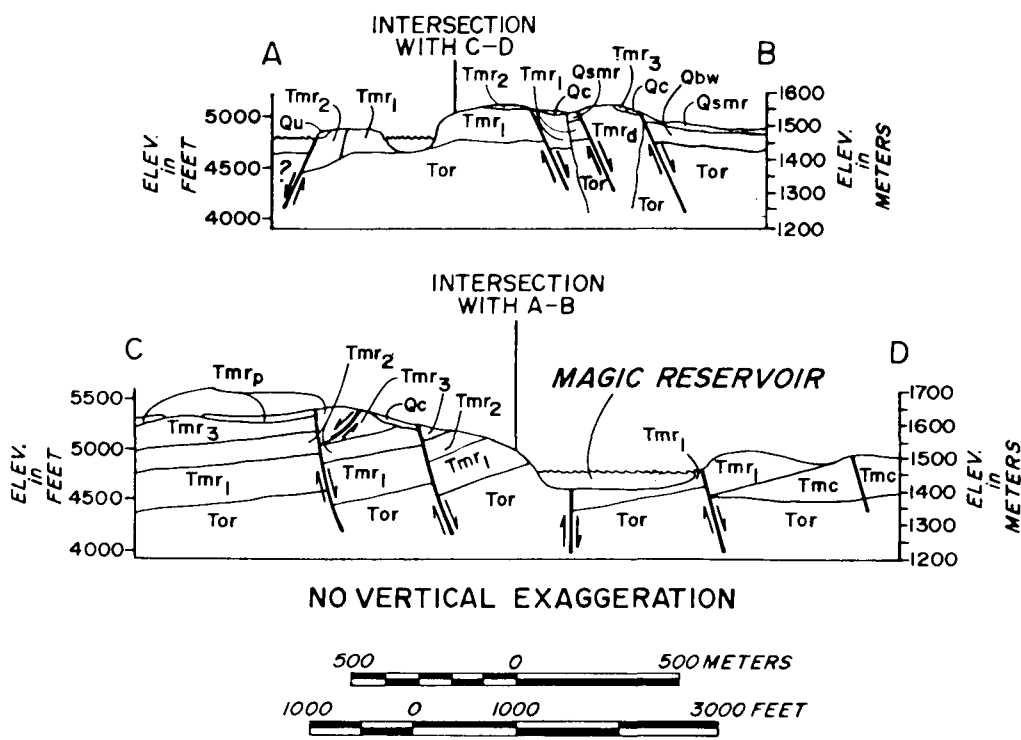 INTERSECTION
WITH C-D
A
B
Tmr2 Tmr1 Qsmr Tmr3
Qc Qc Qbw
Qsmr
Tmr2 Tmr1
Qu
Tmr1
Tmrd
?
Tor
Tor
Tor
Tor
5000
4500
4000
ELEV.
in
FEET
1600
1500
1400
1300
1200
ELEV.
in
METERS
INTERSECTION
WITH A-B
C
D
Tmrp
Tmr2
Tmr3
Qc
Tmr2
MAGIC RESERVOIR
Tmr3
Tmr1
Tmr1
Tmr1
Tmr1
Tmr1
Tmc
Tmc
Tor
Tor
Tor
Tor
Tor
5500
5000
4500
4000
ELEV.
in
FEET
1700
1600
1500
1400
1300
1200
ELEV.
in
METERS
NO VERTICAL EXAGGERATION
500 0 500 METERS
1000 0 1000 3000 FEET